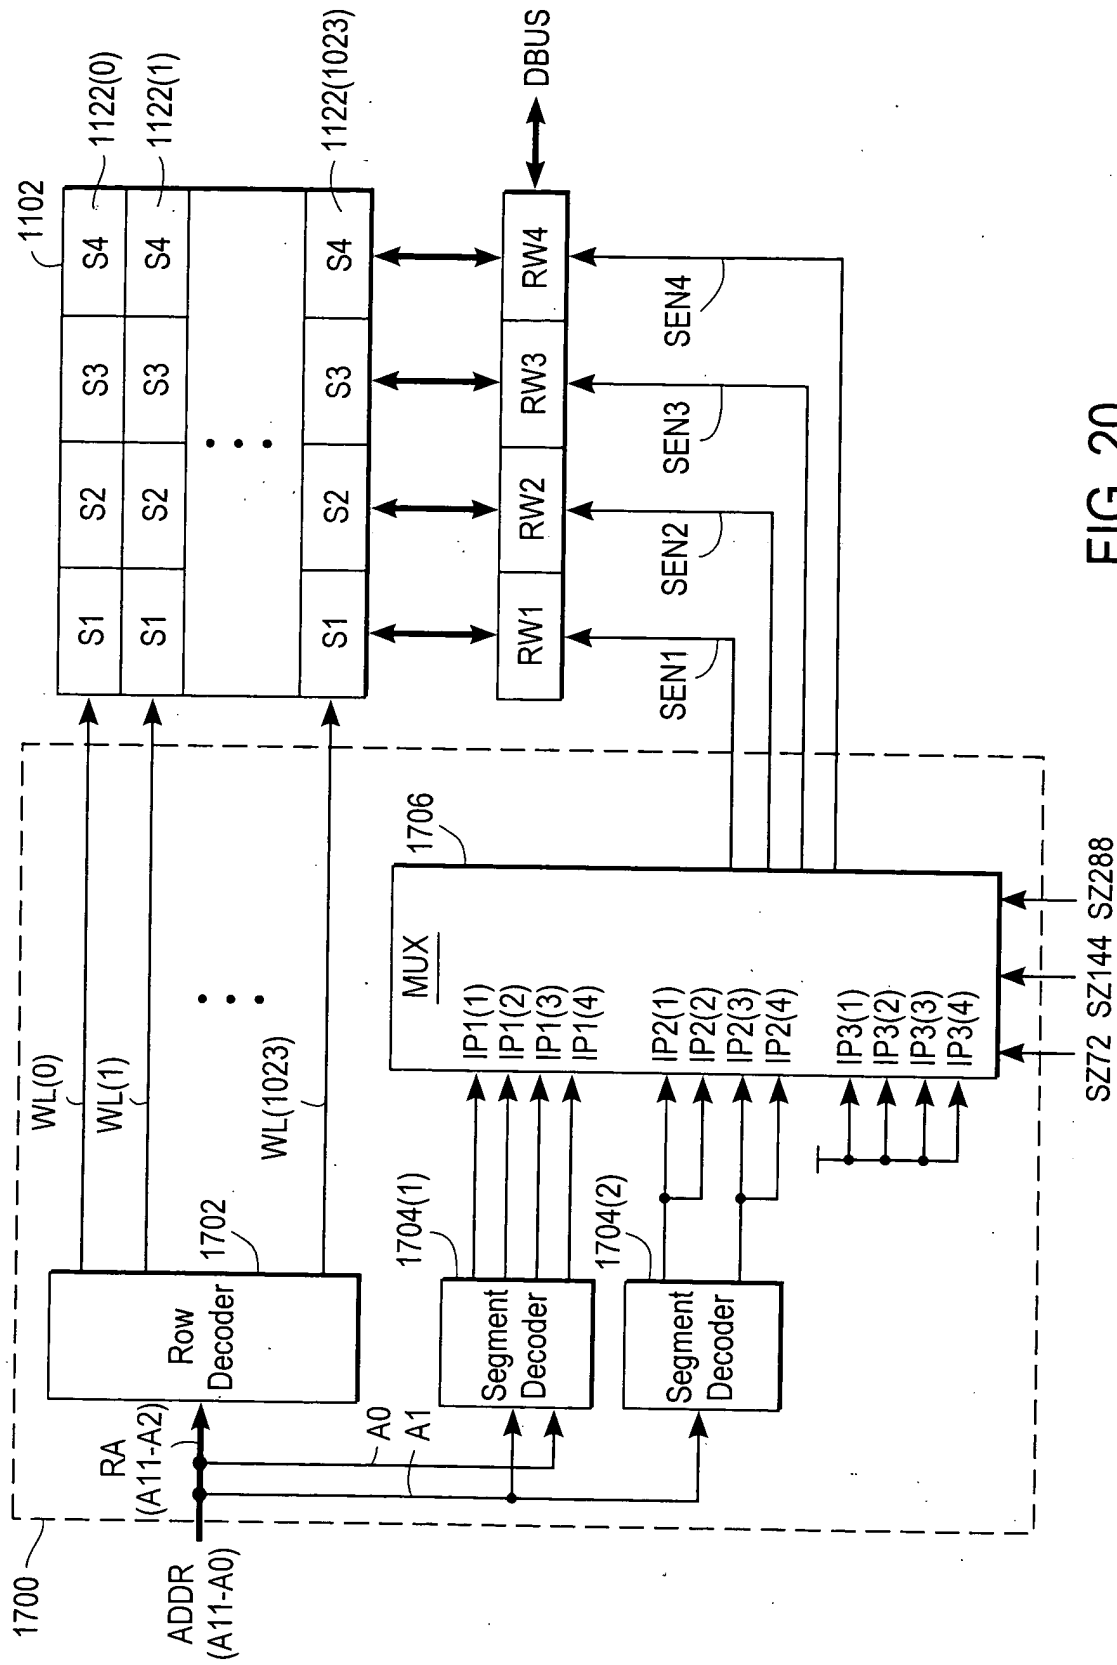 1700
ADDR
(A11-A0)
RA
(A11-A2)
A0
A1
Row
Decoder
1702
WL(0)
WL(1)
WL(1023)
1102
S1
S2
S3
S4
1122(0)
S1
S2
S3
S4
1122(1)
S1
S2
S3
S4
1122(1023)
Segment
Decoder
1704(1)
Segment
Decoder
1704(2)
MUX
1706
IP1(1)
IP1(2)
IP1(3)
IP1(4)
IP2(1)
IP2(2)
IP2(3)
IP2(4)
IP3(1)
IP3(2)
IP3(3)
IP3(4)
RW1
RW2
RW3
RW4
DBUS
SEN1
SEN2
SEN3
SEN4
SZ72
SZ144
SZ288
FIG. 20